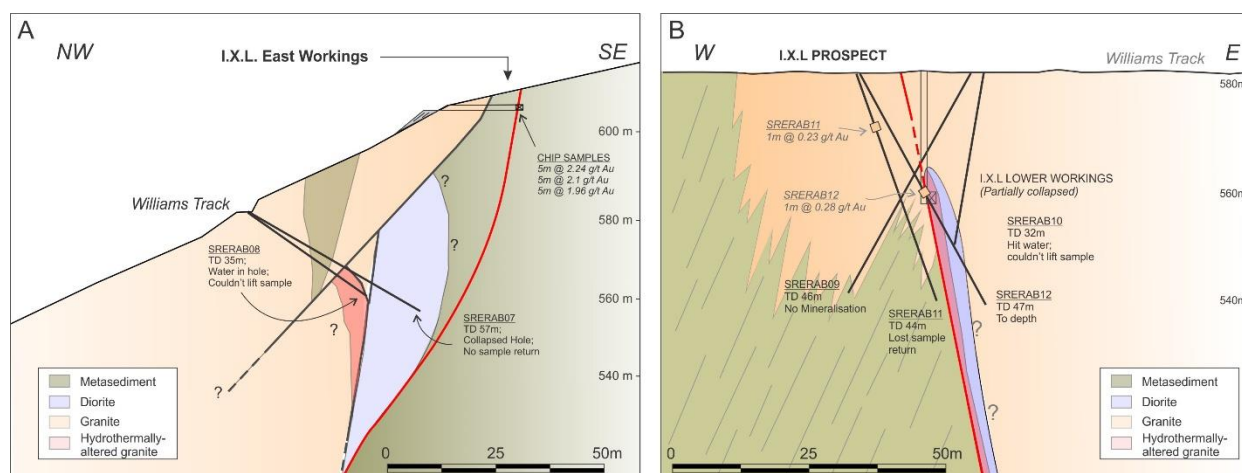 A
NW
I.X.L. East Workings
SE
600 m
CHIP SAMPLES
5m @ 2.24 g/t Au
5m @ 2.1 g/t Au
5m @ 1.96 g/t Au
?
Williams Track
580 m
?
SRERAB08
TD 35m;
Water in hole;
Couldn't lift sample
560 m
?
SRERAB07
TD 57m;
Collapsed Hole;
No sample return
?
540 m
Metasediment
Diorite
Granite
Hydrothermally-
altered granite
0
25
50m
B
W
I.X.L PROSPECT
Williams Track
E
580m
SRERAB11
1m @ 0.23 g/t Au
SRERAB12
1m @ 0.28 g/t Au
I.X.L LOWER WORKINGS
(Partially collapsed)
560m
SRERAB10
TD 32m
Hit water;
couldn't lift sample
SRERAB09
TD 46m
No Mineralisation
SRERAB11
TD 44m
Lost sample
return
SRERAB12
TD 47m
To depth
540m
?
?
Metasediment
Diorite
Granite
Hydrothermally-
altered granite
0
25
50m